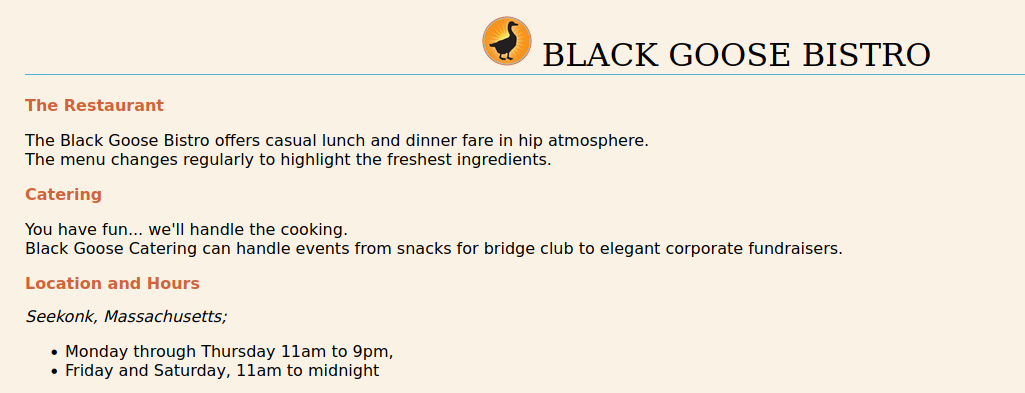 BLACK GOOSE BISTRO
The Restaurant
The Black Goose Bistro offers casual lunch and dinner fare in hip atmosphere.
The menu changes regularly to highlight the freshest ingredients.
Catering
You have fun... we'll handle the cooking.
Black Goose Catering can handle events from snacks for bridge club to elegant corporate fundraisers.
Location and Hours
Seekonk, Massachusetts;
• Monday through Thursday 11am to 9pm,
• Friday and Saturday, 11am to midnight